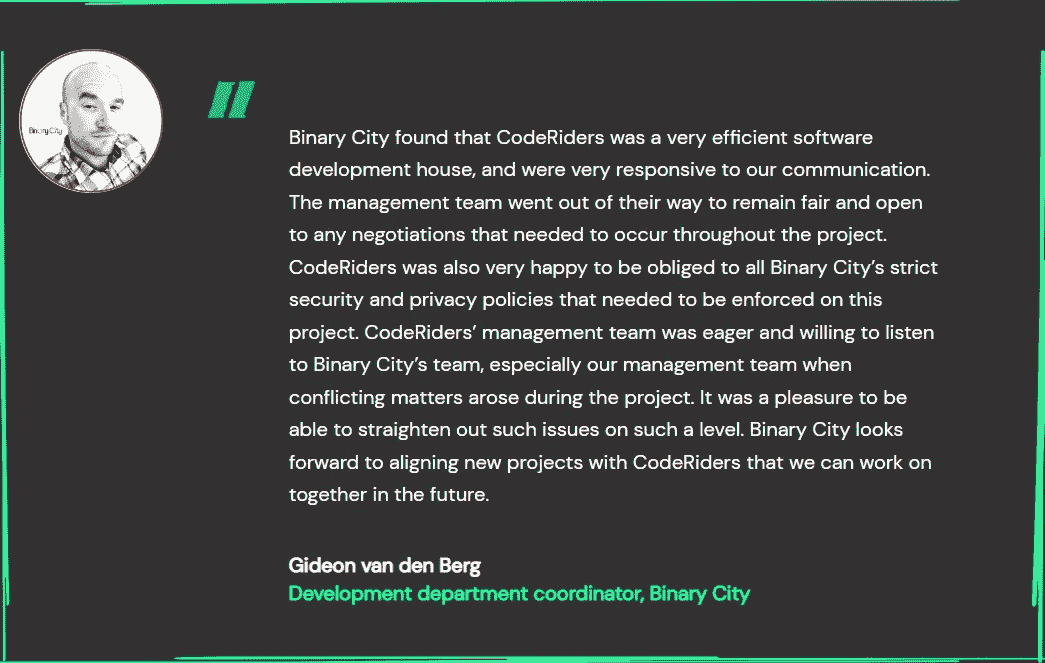 Binary City
Binary City found that CodeRiders was a very efficient software
development house, and were very responsive to our communication.
The management team went out of their way to remain fair and open
to any negotiations that needed to occur throughout the project.
CodeRiders was also very happy to be obliged to all Binary City’s strict
security and privacy policies that needed to be enforced on this
project. CodeRiders’ management team was eager and willing to listen
to Binary City’s team, especially our management team when
conflicting matters arose during the project. It was a pleasure to be
able to straighten out such issues on such a level. Binary City looks
forward to aligning new projects with CodeRiders that we can work on
together in the future.
Gideon van den Berg
Development department coordinator, Binary City